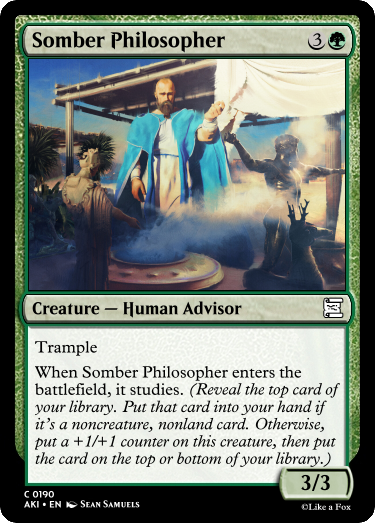 Somber Philosopher 3
Creature — Human Advisor
Trample
When Somber Philosopher enters the
battlefield, it studies. (Reveal the top card of
your library. Put that card into your hand if
it's a noncreature, nonland card. Otherwise,
put a +1/+1 counter on this creature, then put
the card on the top or bottom of your library.)
3/3
C 0190
AKI • EN SEAN SAMUELS
©Like a Fox